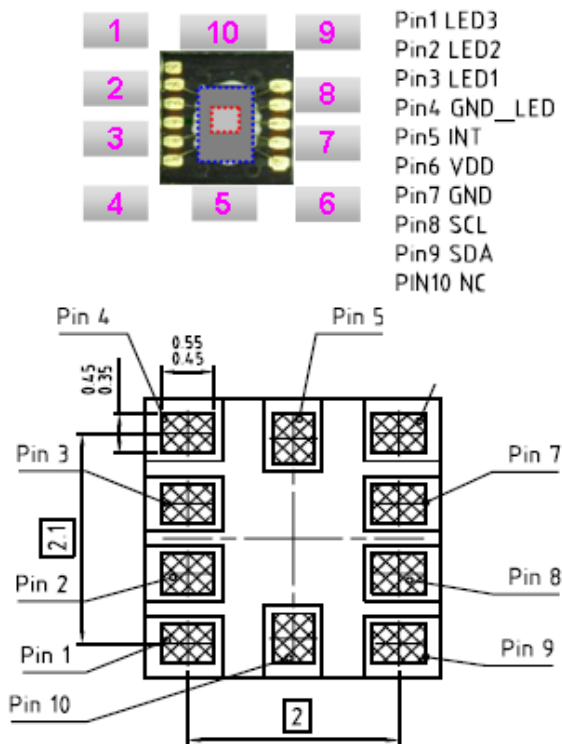 1 10 9
2 8
3 7
4 5 6
Pin1 LED3
Pin2 LED2
Pin3 LED1
Pin4 GND_LED
Pin5 INT
Pin6 VDD
Pin7 GND
Pin8 SCL
Pin9 SDA
PIN10 NC
Pin 4
Pin 5
0.55
0.45
0.45
0.35
Pin 3
Pin 7
2.1
Pin 2
Pin 8
Pin 1
Pin 9
Pin 10
2